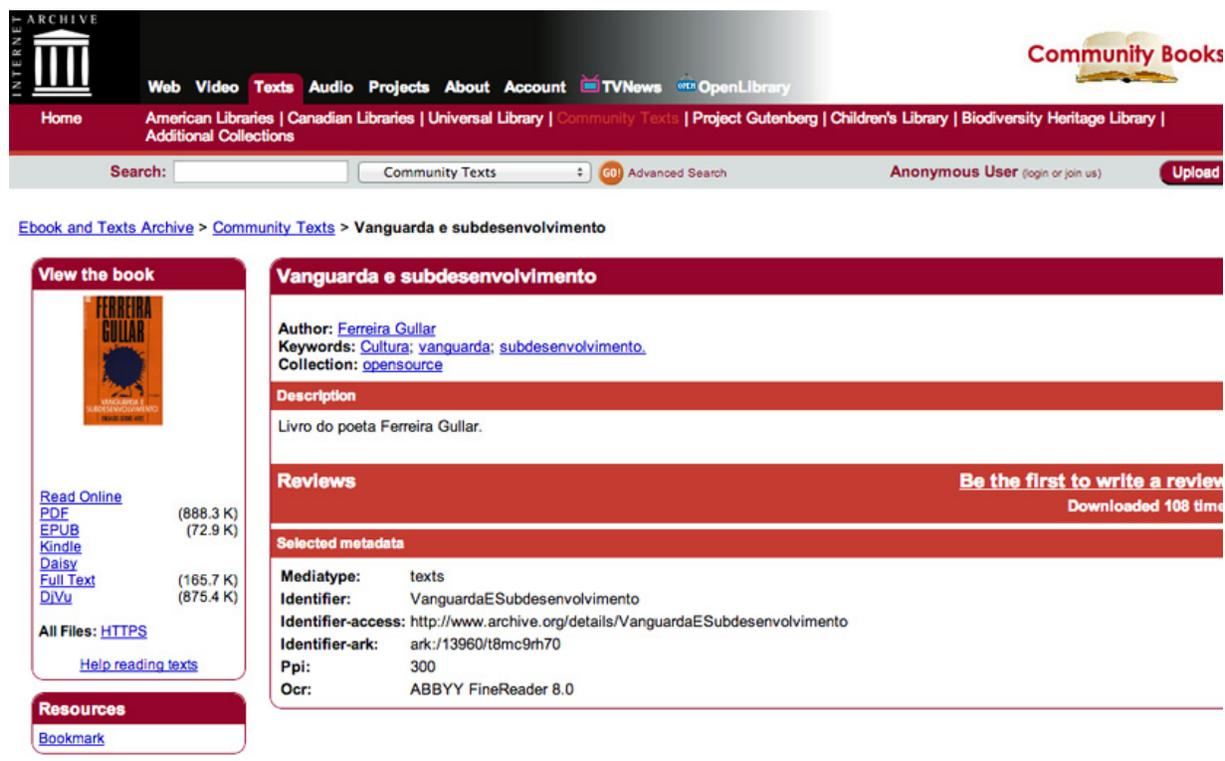 INTERNET ARCHIVE
Community Books
Web Video Texts Audio Projects About Account TVNews OPEN OpenLibrary
Home American Libraries | Canadian Libraries | Universal Library | Community Texts | Project Gutenberg | Children's Library | Biodiversity Heritage Library |
Additional Collections
Search: Community Texts GO! Advanced Search Anonymous User (login or join us) Upload
Ebook and Texts Archive > Community Texts > Vanguarda e subdesenvolvimento
View the book
FERREIRA
GULLAR
VANGUARDA E
SUBDESENVOLVIMENTO
ENSAIOS SOBRE ARTE
Read Online
PDF (888.3 K)
EPUB (72.9 K)
Kindle
Daisy
Full Text (165.7 K)
DjVu (875.4 K)
All Files: HTTPS
Help reading texts
Resources
Bookmark
Vanguarda e subdesenvolvimento
Author: Ferreira Gullar
Keywords: Cultura; vanguarda; subdesenvolvimento.
Collection: opensource
Description
Livro do poeta Ferreira Gullar.
Reviews Be the first to write a review
Downloaded 108 time
Selected metadata
Mediatype: texts
Identifier: VanguardaESubdesenvolvimento
Identifier-access: http://www.archive.org/details/VanguardaESubdesenvolvimento
Identifier-ark: ark:/13960/t8mc9rh70
Ppi: 300
Ocr: ABBYY FineReader 8.0